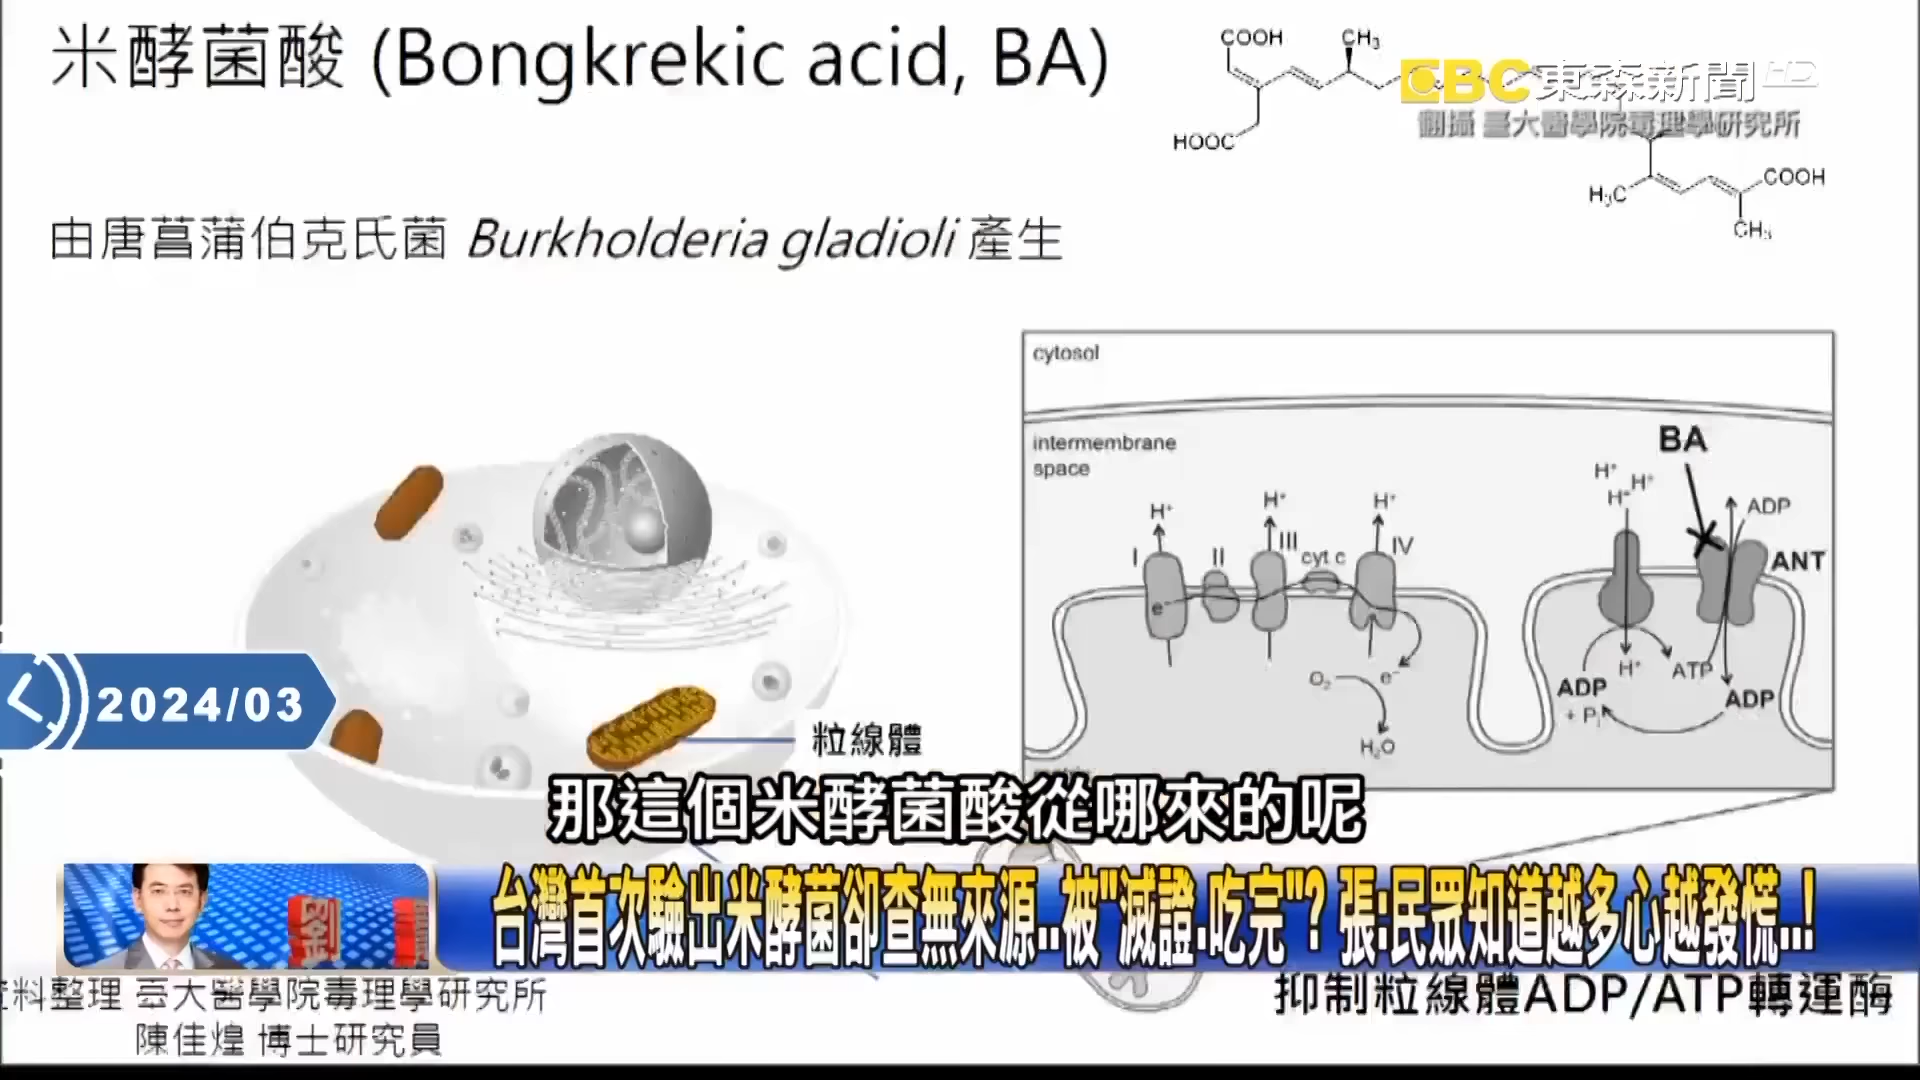 米酵菌酸 (Bongkrekic acid, BA)
COOH
CH₃
HOOC
EBC東森新聞HD
翻攝 臺大醫學院毒理學研究所
H₃C
COOH
CH₃
由唐菖蒲伯克氏菌 Burkholderia gladioli 產生
cytosol
intermembrane
space
BA
H⁺
H⁺
H⁺
ADP
H⁺
H⁺
H⁺
I
II
III
cyt c
IV
ANT
e⁻
O₂
e⁻
H₂O
H⁺
ATP
ADP
+ Pi
ADP
2024/03
粒線體
那這個米酵菌酸從哪來的呢
台灣首次驗出米酵菌卻查無來源..被"滅證.吃完"? 張:民眾知道越多心越發慌..!
料整理 臺大醫學院毒理學研究所
陳佳煌 博士研究員
抑制粒線體ADP/ATP轉運酶